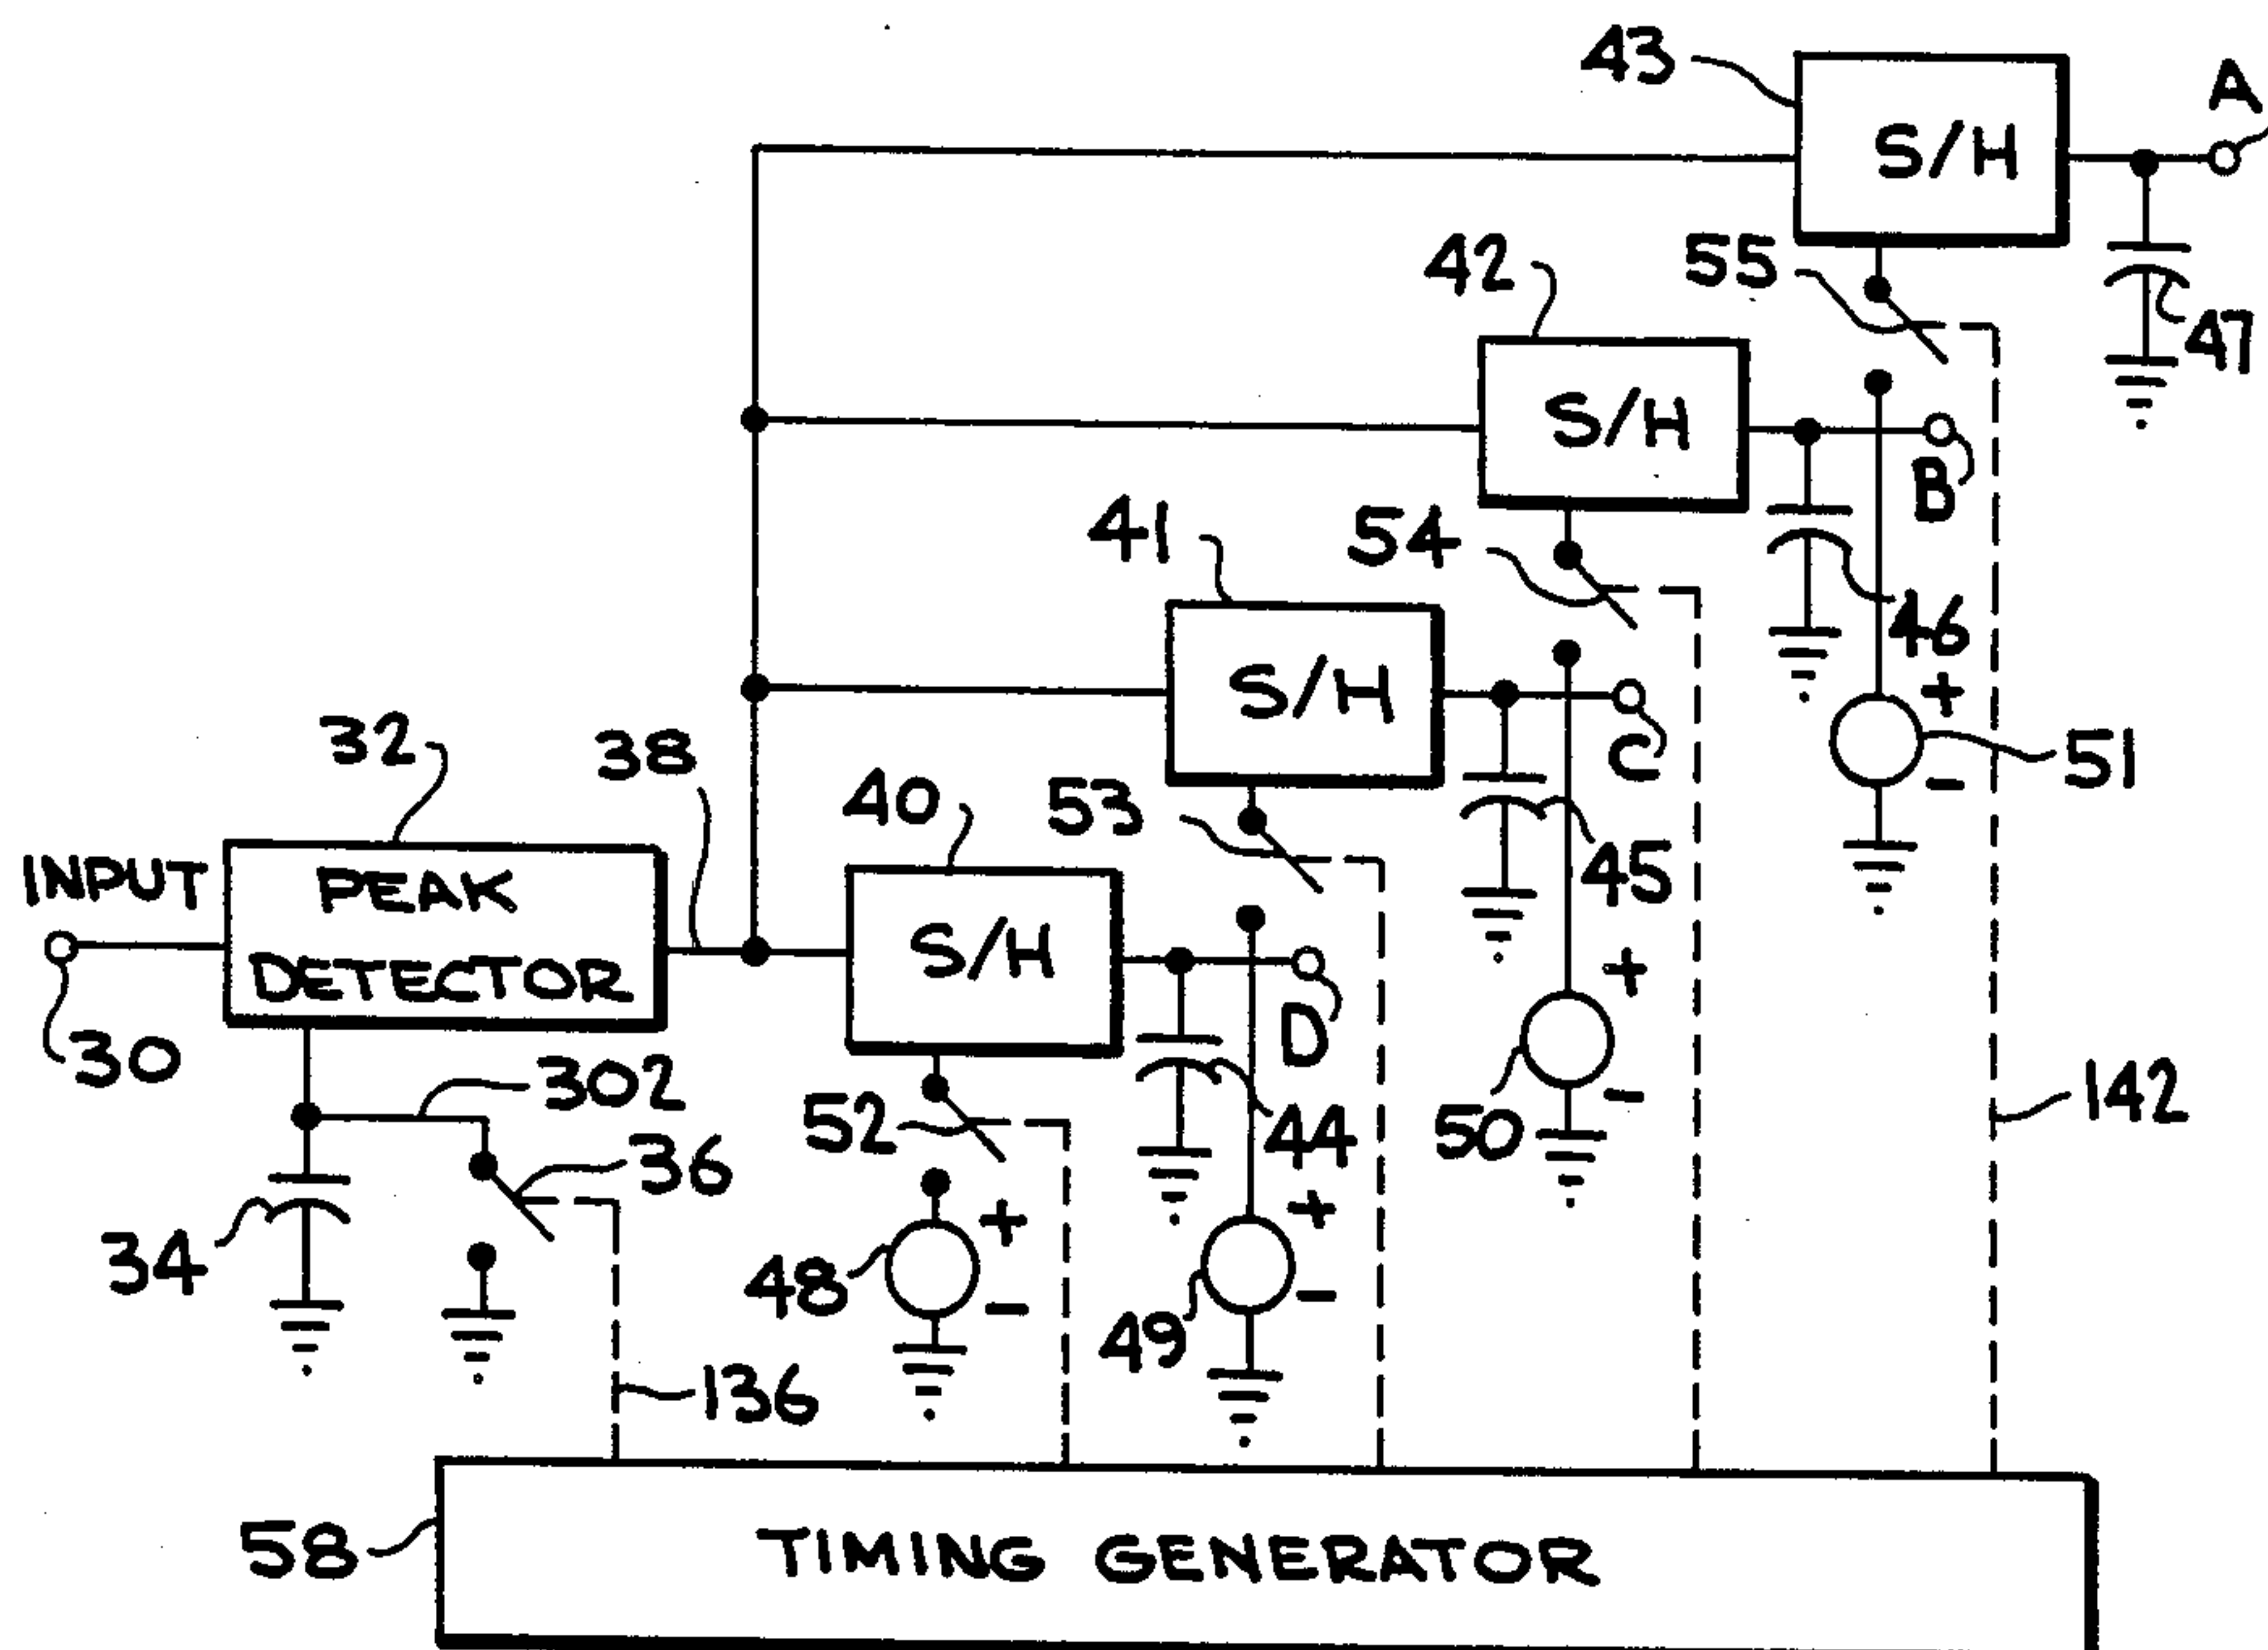 43
A
S/H
55
42
47
S/H
B
54
41
46
+
S/H
C
51
-
53
32
38
40
45
INPUT
PEAK
DETECTOR
S/H
+
D
30
302
50
-
142
52
44
36
34
+
+
48
-
49
-
136
58
TIMING GENERATOR